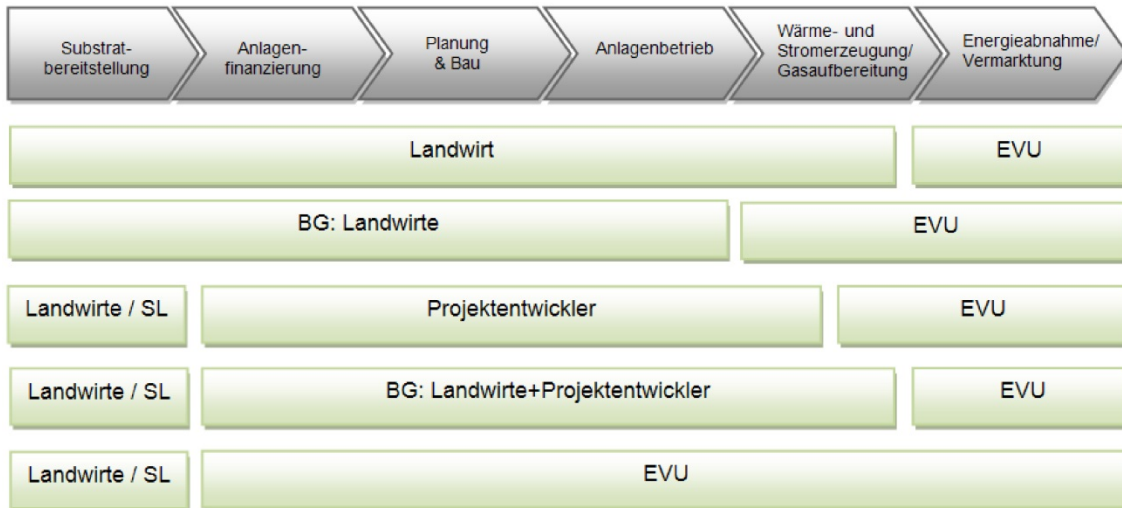 Substrat-
bereitstellung
Anlagen-
finanzierung
Planung
& Bau
Anlagenbetrieb
Wärme- und
Stromerzeugung/
Gasaufbereitung
Energieabnahme/
Vermarktung
Landwirt
EVU
BG: Landwirte
EVU
Landwirte / SL
Projektentwickler
EVU
Landwirte / SL
BG: Landwirte+Projektentwickler
EVU
Landwirte / SL
EVU